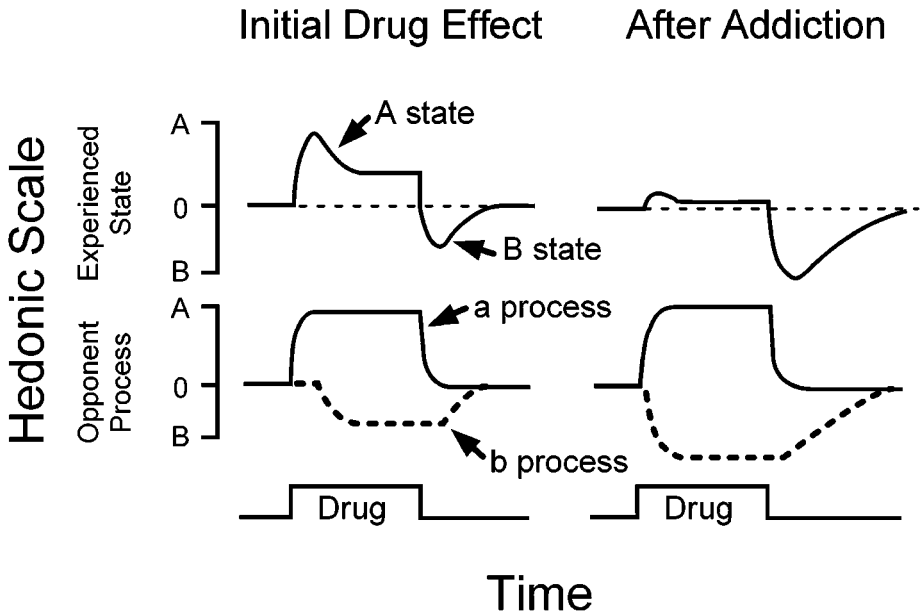 Initial Drug Effect
After Addiction
Hedonic Scale
Experienced
State
A
0
B
A state
B state
Opponent
Process
A
0
B
a process
b process
Drug
Drug
Time